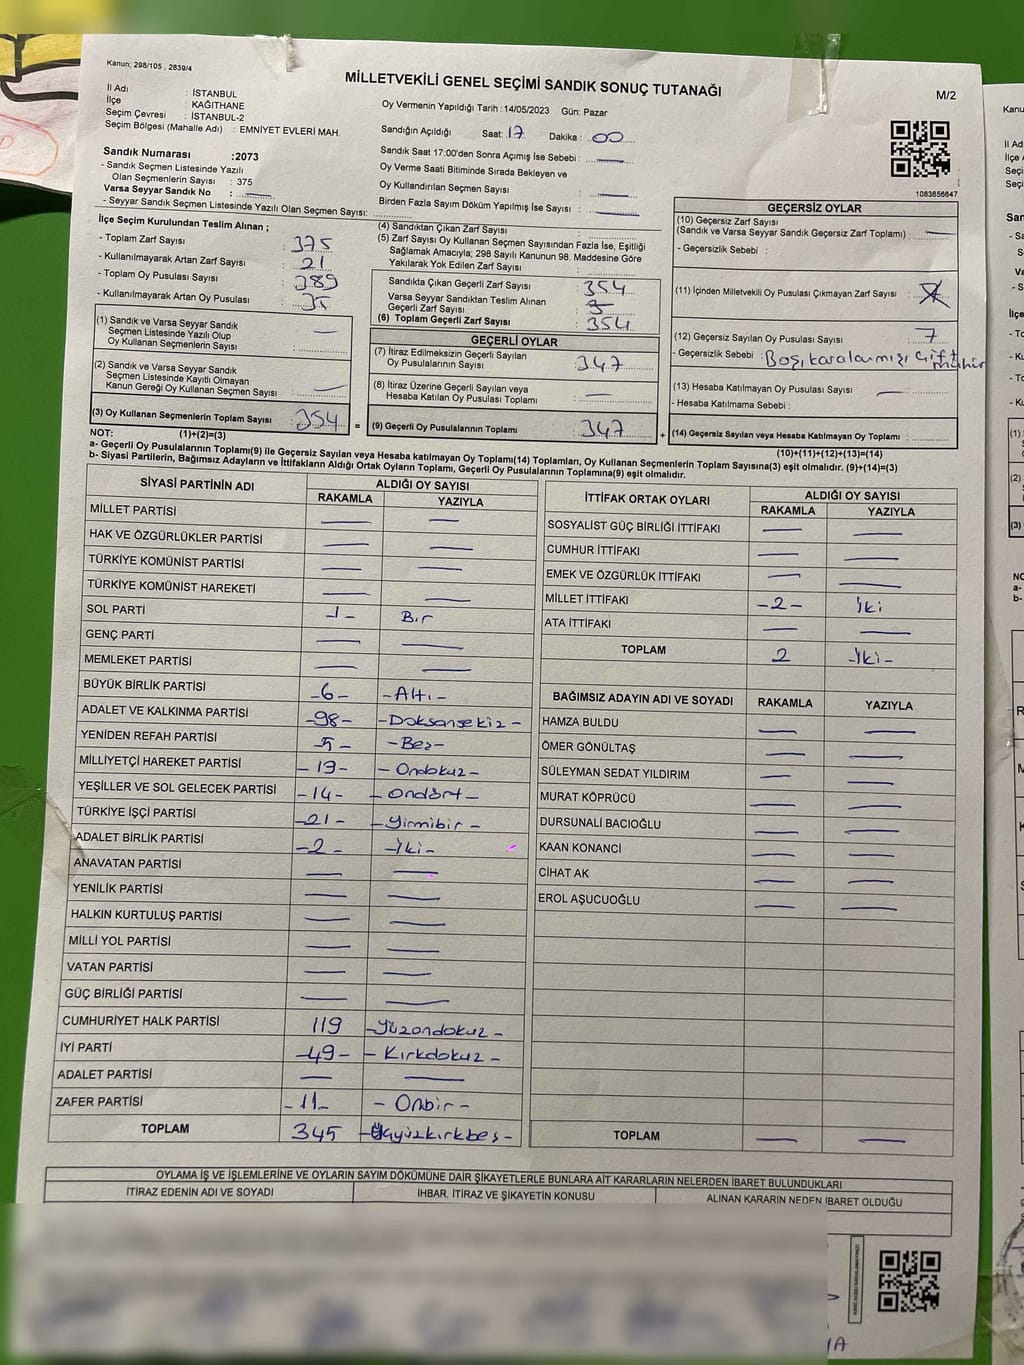 Kanun: 298/105 , 2839/4
MİLLETVEKİLİ GENEL SEÇİMİ SANDIK SONUÇ TUTANAĞI
M/2
İl Adı : İSTANBUL
İlçe : KAĞITHANE
Seçim Çevresi : İSTANBUL-2
Seçim Bölgesi (Mahalle Adı) : EMNİYET EVLERİ MAH.
Oy Vermenin Yapıldığı Tarih :14/05/2023 Gün: Pazar
Sandığın Açıldığı Saat: 17 Dakika : 00
Sandık Saat 17:00'den Sonra Açımış İse Sebebi : —
Oy Verme Saati Bitiminde Sırada Bekleyen ve
Oy Kullandırılan Seçmen Sayısı : —
Birden Fazla Sayım Döküm Yapılmış İse Sayısı : —
1083656647
Sandık Numarası :2073
- Sandık Seçmen Listesinde Yazılı
Olan Seçmenlerin Sayısı : 375
Varsa Seyyar Sandık No : —
- Seyyar Sandık Seçmen Listesinde Yazılı Olan Seçmen Sayısı:
İlçe Seçim Kurulundan Teslim Alınan ;
- Toplam Zarf Sayısı : 375
- Kullanılmayarak Artan Zarf Sayısı : 21
- Toplam Oy Pusulası Sayısı : 389
- Kullanılmayarak Artan Oy Pusulası : 35
(1) Sandık ve Varsa Seyyar Sandık
Seçmen Listesinde Yazılı Olup
Oy Kullanan Seçmenlerin Sayısı : —
(2) Sandık ve Varsa Seyyar Sandık
Seçmen Listesinde Kayıtlı Olmayan
Kanun Gereği Oy Kullanan Seçmen Sayısı : —
(3) Oy Kullanan Seçmenlerin Toplam Sayısı : 354
(1)+(2)=(3)
(4) Sandıktan Çıkan Zarf Sayısı :
(5) Zarf Sayısı Oy Kullanan Seçmen Sayısından Fazla İse, Eşitliği
Sağlamak Amacıyla; 298 Sayılı Kanunun 98. Maddesine Göre
Yakılarak Yok Edilen Zarf Sayısı :
Sandıkta Çıkan Geçerli Zarf Sayısı : 354
Varsa Seyyar Sandıktan Teslim Alınan
Geçerli Zarf Sayısı :
(6) Toplam Geçerli Zarf Sayısı : 354
GEÇERLİ OYLAR
(7) İtiraz Edilmeksizin Geçerli Sayılan
Oy Pusulalarının Sayısı : 347
(8) İtiraz Üzerine Geçerli Sayılan veya
Hesaba Katılan Oy Pusulası Toplamı : —
= (9) Geçerli Oy Pusulalarının Toplamı : 347 +
GEÇERSİZ OYLAR
(10) Geçersiz Zarf Sayısı
(Sandık ve Varsa Seyyar Sandık Geçersiz Zarf Toplamı) : —
- Geçersizlik Sebebi :
(11) İçinden Milletvekili Oy Pusulası Çıkmayan Zarf Sayısı :
(12) Geçersiz Sayılan Oy Pusulası Sayısı : 7
- Geçersizlik Sebebi : Boş, karalanmış, çift mühür
(13) Hesaba Katılmayan Oy Pusulası Sayısı : —
- Hesaba Katılmama Sebebi :
(14) Geçersiz Sayılan veya Hesaba Katılmayan Oy Toplamı :
(10)+(11)+(12)+(13)=(14)
NOT:
a- Geçerli Oy Pusulalarının Toplamı(9) ile Geçersiz Sayılan veya Hesaba katılmayan Oy Pusulaları Toplamı(14) Toplamları, Oy Kullanan Seçmenlerin Toplam Sayısına(3) eşit olmalıdır. (9)+(14)=(3)
b- Siyasi Partilerin, Bağımsız Adayların ve İttifakların Aldığı Ortak Oyların Toplamı, Geçerli Oy Pusulalarının Toplamına(9) eşit olmalıdır.
SİYASİ PARTİNİN ADI ALDIĞI OY SAYISI
RAKAMLA YAZIYLA
MİLLET PARTİSİ — —
HAK VE ÖZGÜRLÜKLER PARTİSİ — —
TÜRKİYE KOMÜNİST PARTİSİ — —
TÜRKİYE KOMÜNİST HAREKETİ — —
SOL PARTİ -1- Bir
GENÇ PARTİ — —
MEMLEKET PARTİSİ — —
BÜYÜK BİRLİK PARTİSİ -6- -Altı-
ADALET VE KALKINMA PARTİSİ -98- -Doksansekiz-
YENİDEN REFAH PARTİSİ -5- -Beş-
MİLLİYETÇİ HAREKET PARTİSİ -19- -Ondokuz-
YEŞİLLER VE SOL GELECEK PARTİSİ -14- -Ondört-
TÜRKİYE İŞÇİ PARTİSİ -21- -Yirmibir-
ADALET BİRLİK PARTİSİ -2- -İki-
ANAVATAN PARTİSİ — —
YENİLİK PARTİSİ — —
HALKIN KURTULUŞ PARTİSİ — —
MİLLİ YOL PARTİSİ — —
VATAN PARTİSİ — —
GÜÇ BİRLİĞİ PARTİSİ — —
CUMHURİYET HALK PARTİSİ 119 -Yüzondokuz-
İYİ PARTİ -49- -Kırkdokuz-
ADALET PARTİSİ — —
ZAFER PARTİSİ -11- -Onbir-
TOPLAM 345
İTTİFAK ORTAK OYLARI ALDIĞI OY SAYISI
RAKAMLA YAZIYLA
SOSYALİST GÜÇ BİRLİĞİ İTTİFAKI — —
CUMHUR İTTİFAKI — —
EMEK VE ÖZGÜRLÜK İTTİFAKI — —
MİLLET İTTİFAKI -2- İki
ATA İTTİFAKI — —
TOPLAM 2 -İki-
BAĞIMSIZ ADAYIN ADI VE SOYADI RAKAMLA YAZIYLA
HAMZA BULDU — —
ÖMER GÖNÜLTAŞ — —
SÜLEYMAN SEDAT YILDIRIM — —
MURAT KÖPRÜCÜ — —
DURSUNALİ BACIOĞLU — —
KAAN KONANCI — —
CİHAT AK — —
EROL AŞUCUOĞLU — —
TOPLAM — —
OYLAMA İŞ VE İŞLEMLERİNE VE OYLARIN SAYIM DÖKÜMÜNE DAİR ŞİKAYETLERLE BUNLARA AİT KARARLARIN NELERDEN İBARET BULUNDUKLARI
İTİRAZ EDENİN ADI VE SOYADI İHBAR, İTİRAZ VE ŞİKAYETİN KONUSU ALINAN KARARIN NEDEN İBARET OLDUĞU